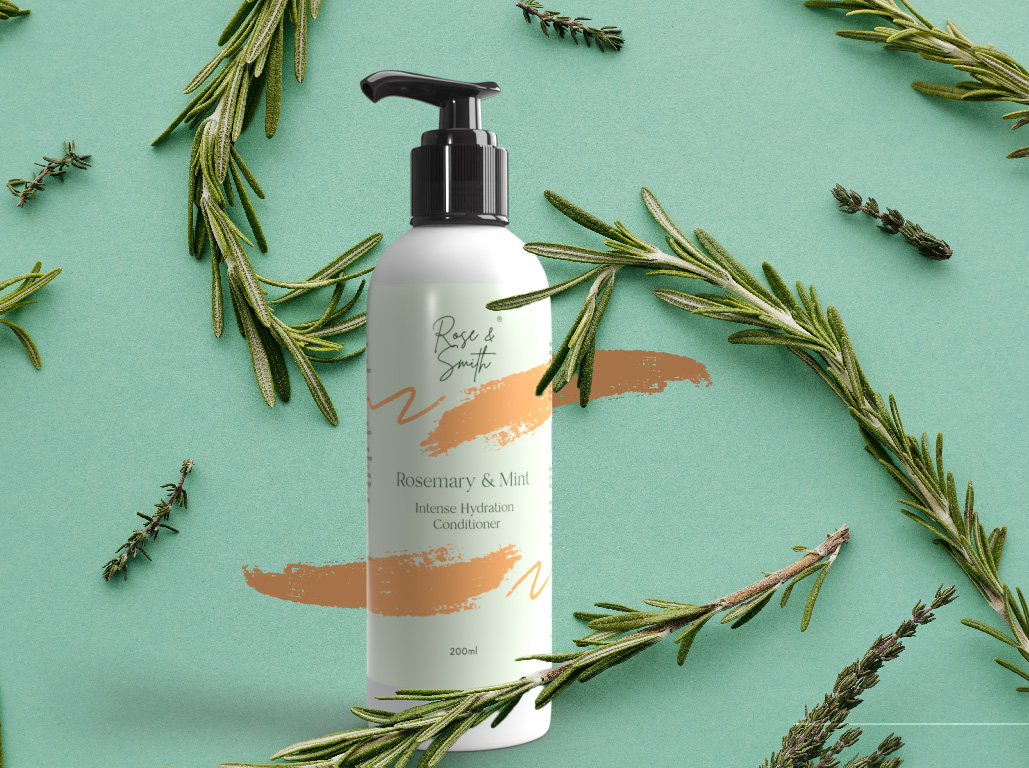 Rose &
Smith
Rosemary & Mint
Intense Hydration
Conditioner
200ml